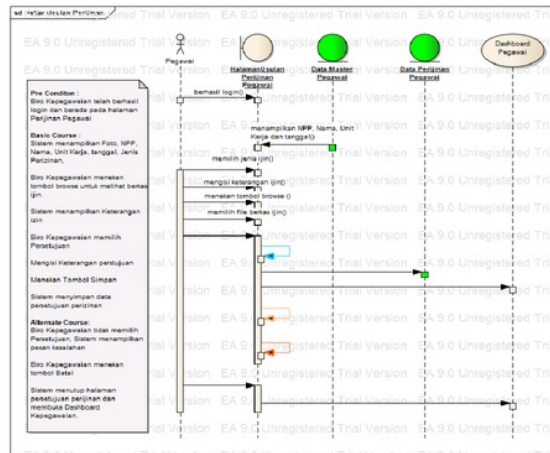 sd Daftar Usulan Perijinan
Pegawai
HalamanUsulan
Perijinan
Pegawai
Data Master
Pegawai
Data Perijinan
Pegawai
Dashboard
Pegawai
berhasil login()
menampilkan NPP, Nama, Unit
Kerja dan tanggal()
memilih jenis ijin()
mengisi keterangan ijin()
menekan tombol browse ()
memilih file berkas ijin()
Pre Conditon :
Biro Kepegawaian telah berhasil
login dan berada pada halaman
Perijinan Pegawai
Basic Course :
Sistem menampilkan Foto, NPP,
Nama, Unit Kerja, tanggal, Jenis
Perizinan,
Biro Kepegawaian menekan
tombol browse untuk melihat berkas
ijin.
Sistem menampilkan Keterangan
izin
Biro Kepegawaian memilih
Persetujuan
Mengisi Keterangan
Menekan Tombol Simpan
Sistem menyimpan data
persetujuan perizinan
Alternate Course:
Biro Kepegawaian tidak memilih
Persetujuan, Sistem menampilkan
pesan kesalahan
Biro Kepegawaian menekan
tombol Batal
Sistem menutup halaman
persetujuan perijinan dan
membuka Dashboard
Kepegawaian.
EA 9.0 Unregistered Trial Version